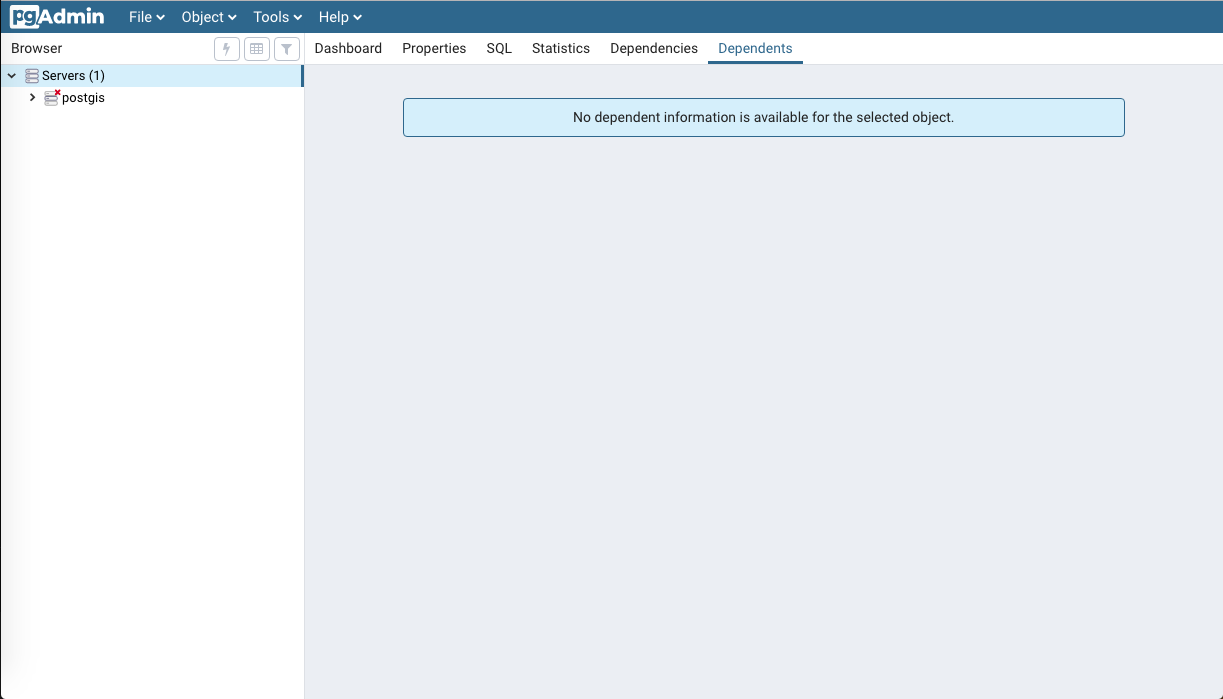 pgAdmin File Object Tools Help
Browser Dashboard Properties SQL Statistics Dependencies Dependents
Servers (1)
postgis
No dependent information is available for the selected object.